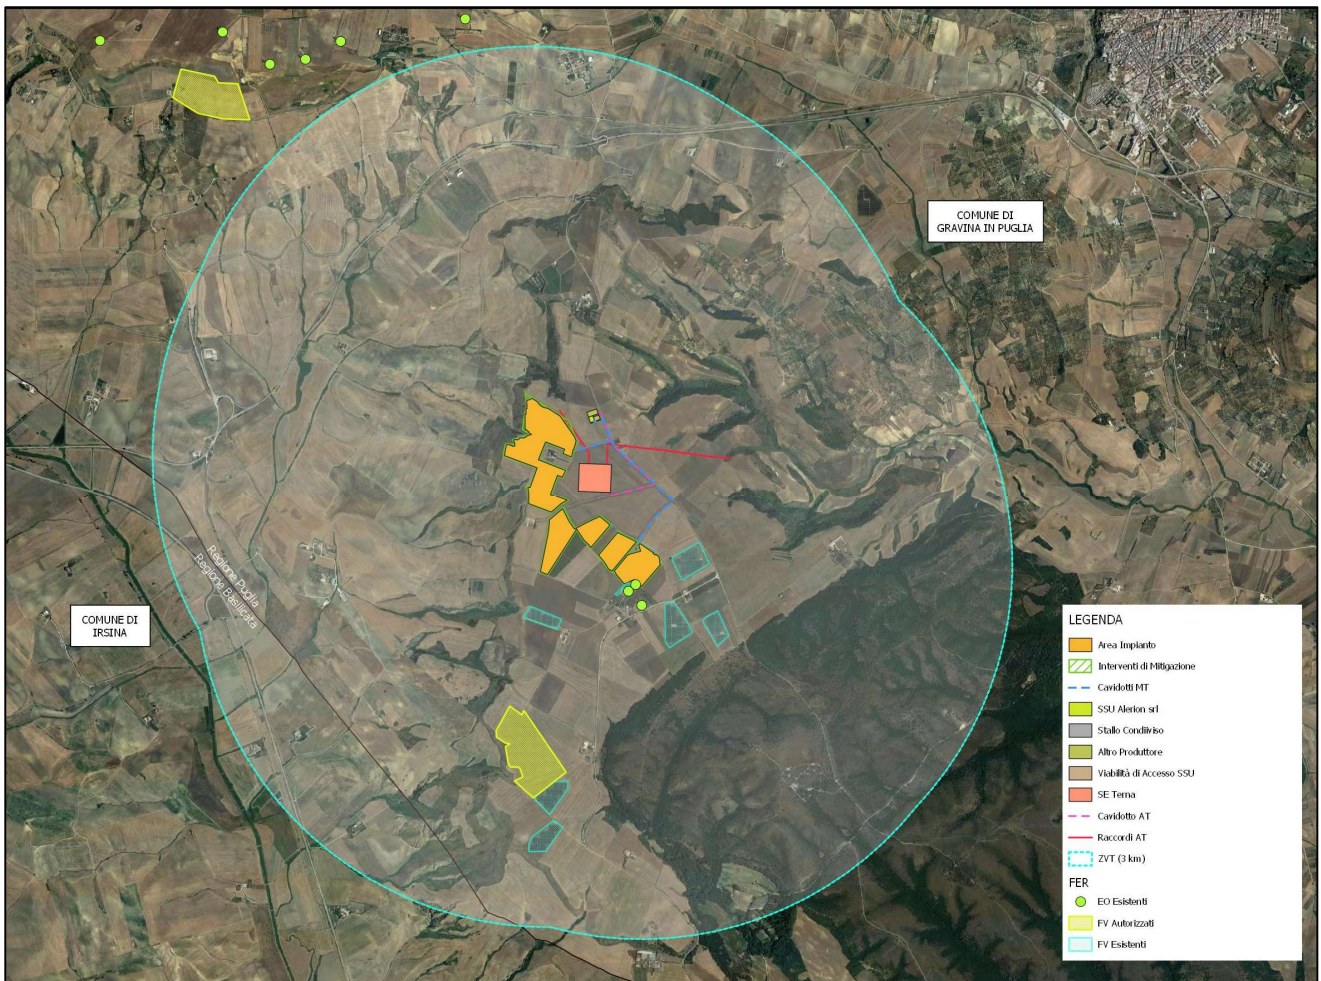 COMUNE DI
GRAVINA IN PUGLIA
Regione Puglia
Regione Basilicata
COMUNE DI
IRSINA
LEGENDA
Area Impianto
Interventi di Mitigazione
Cavidotti MT
SSU Alerion srl
Stallo Condiiviso
Altro Produttore
Viabilità di Accesso SSU
SE Terna
Cavidotto AT
Raccordi AT
ZVT (3 km)
FER
EO Esistenti
FV Autorizzati
FV Esistenti